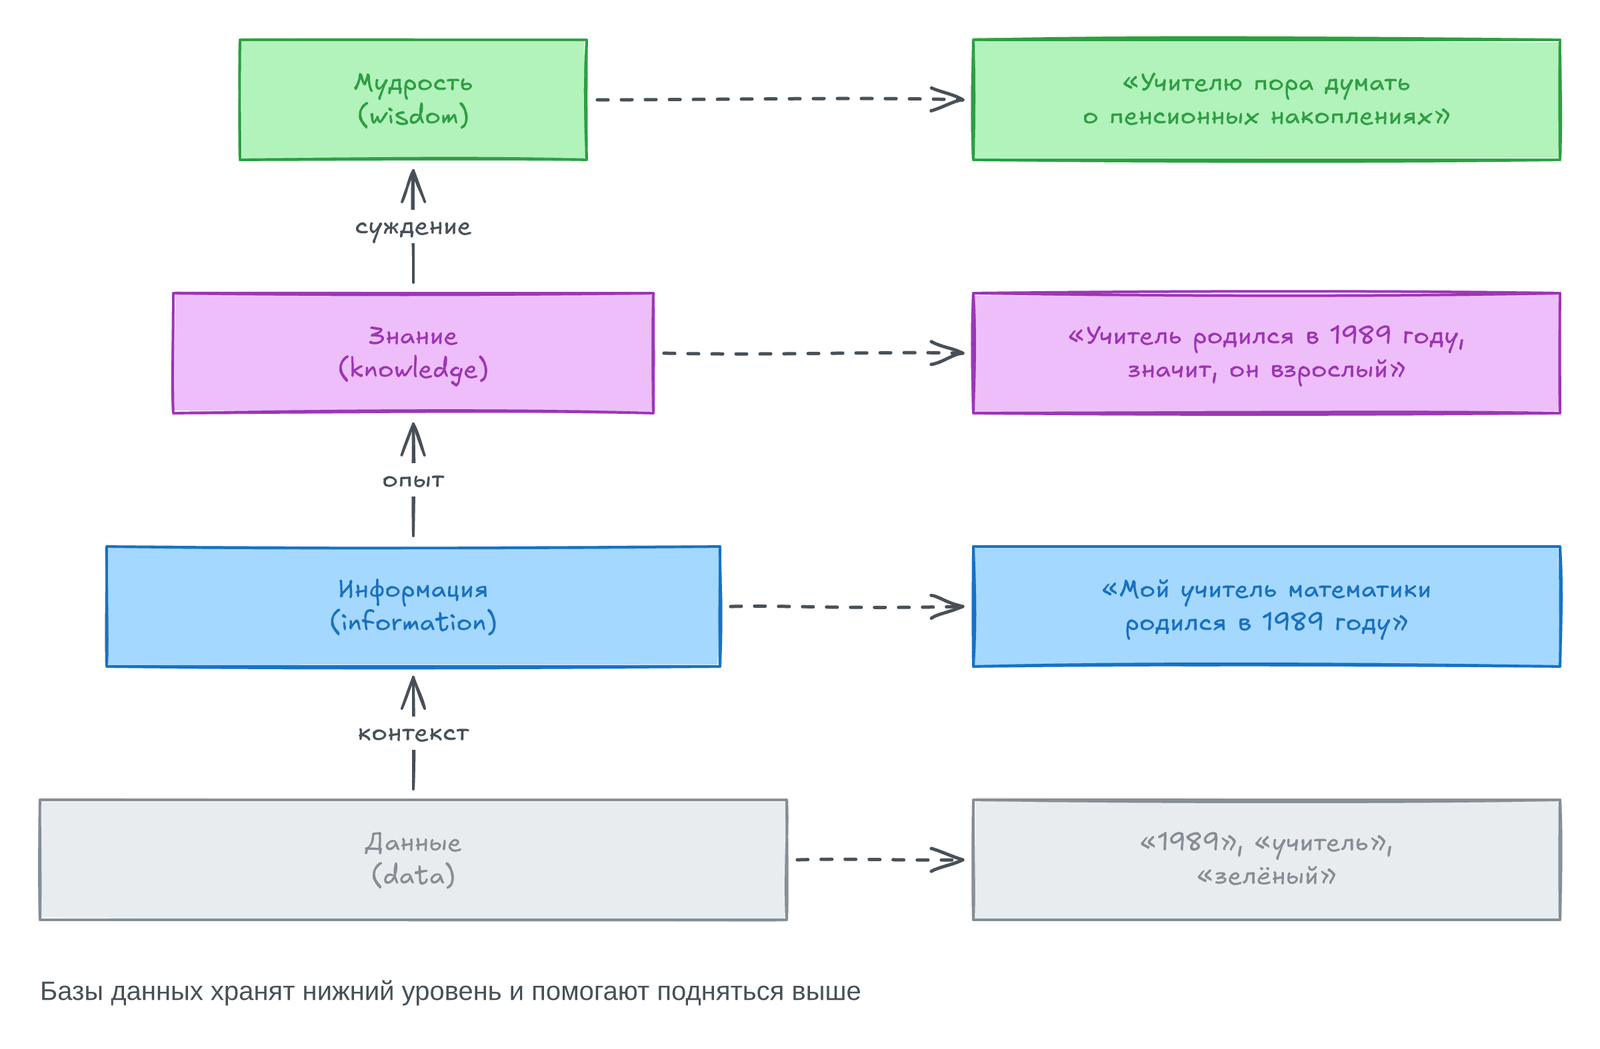 Мудрость
(wisdom)
«Учителю пора думать
о пенсионных накоплениях»
суждение
Знание
(knowledge)
«Учитель родился в 1989 году,
значит, он взрослый»
опыт
Информация
(information)
«Мой учитель математики
родился в 1989 году»
контекст
Данные
(data)
«1989», «учитель»,
«зелёный»
Базы данных хранят нижний уровень и помогают подняться выше